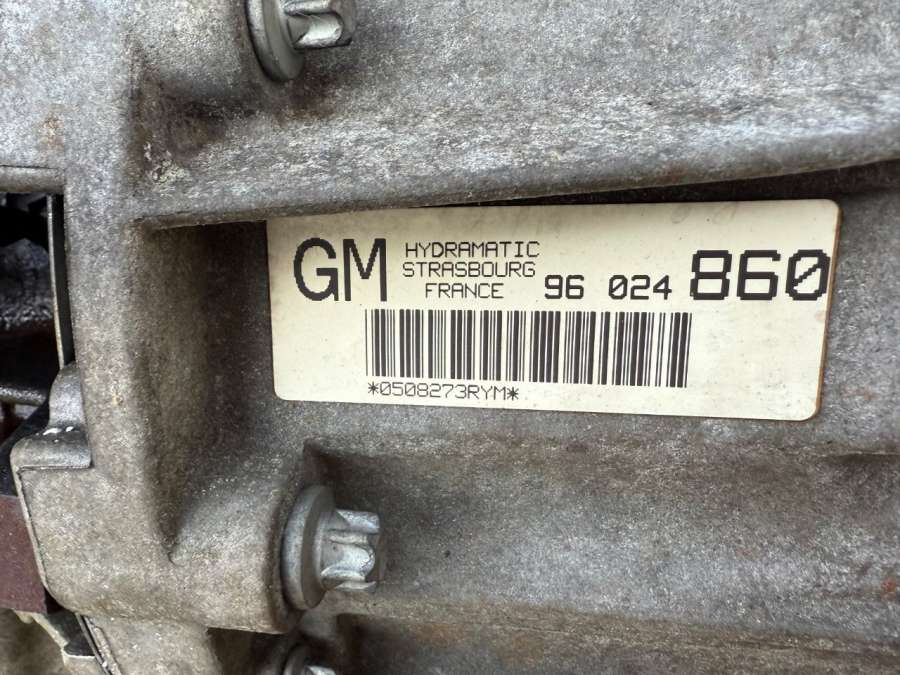 GM
HYDRAMATIC
STRASBOURG
FRANCE 96 024 860
*0508273RYM*